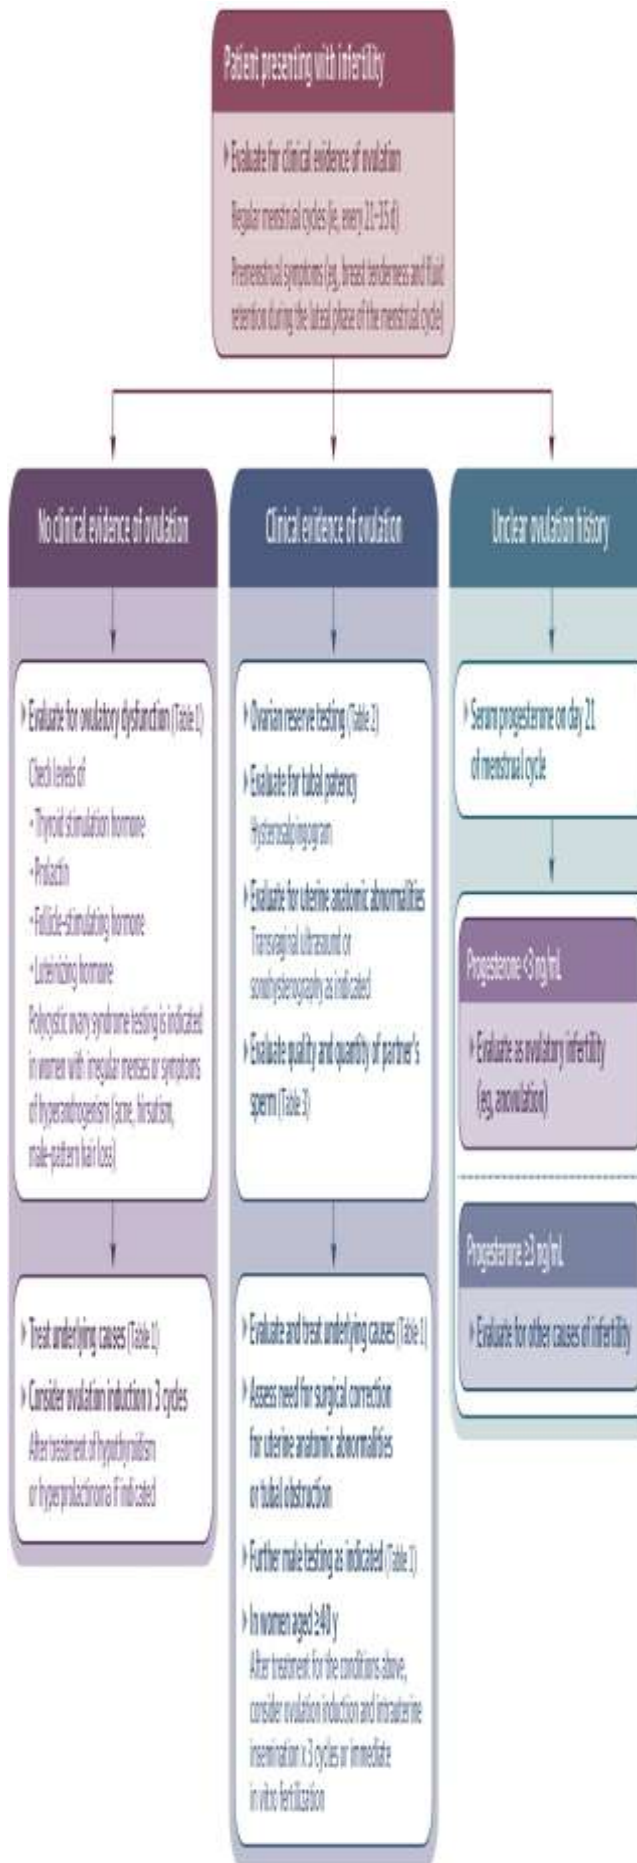 Patient presenting with infertility
Evaluate for clinical evidence of ovulation
Regular menstrual cycles (ie, every 21-35 d)
Premenstrual symptoms (eg, breast tenderness and fluid
retention during the luteal phase of the menstrual cycle)
No clinical evidence of ovulation
Evaluate for ovulatory dysfunction (Table 1)
Check levels of
• Thyroid stimulation hormone
• Prolactin
• Follicle-stimulating hormone
• Luteinizing hormone
Polycystic ovary syndrome testing is indicated
in women with irregular menses or symptoms
of hyperandrogenism (acne, hirsutism,
male-pattern hair loss)
Treat underlying causes (Table 1)
Consider ovulation induction x 3 cycles
After treatment of hypothyroidism
or hyperprolactinoma if indicated
Clinical evidence of ovulation
Ovarian reserve testing (Table 2)
Evaluate for tubal patency
Hysterosalpingogram
Evaluate for uterine anatomic abnormalities
Transvaginal ultrasound or
sonohysterography as indicated
Evaluate quality and quantity of partner's
sperm (Table 3)
Evaluate and treat underlying causes (Table 1)
Assess need for surgical correction
for uterine anatomic abnormalities
or tubal obstruction
Further male testing as indicated (Table 3)
In women aged ≥40 y
After treatment for the conditions above,
consider ovulation induction and intrauterine
insemination x 3 cycles or immediate
in vitro fertilization
Unclear ovulation history
Serum progesterone on day 21
of menstrual cycle
Progesterone <3 ng/mL
Evaluate as ovulatory infertility
(eg, anovulation)
Progesterone ≥3 ng/mL
Evaluate for other causes of infertility